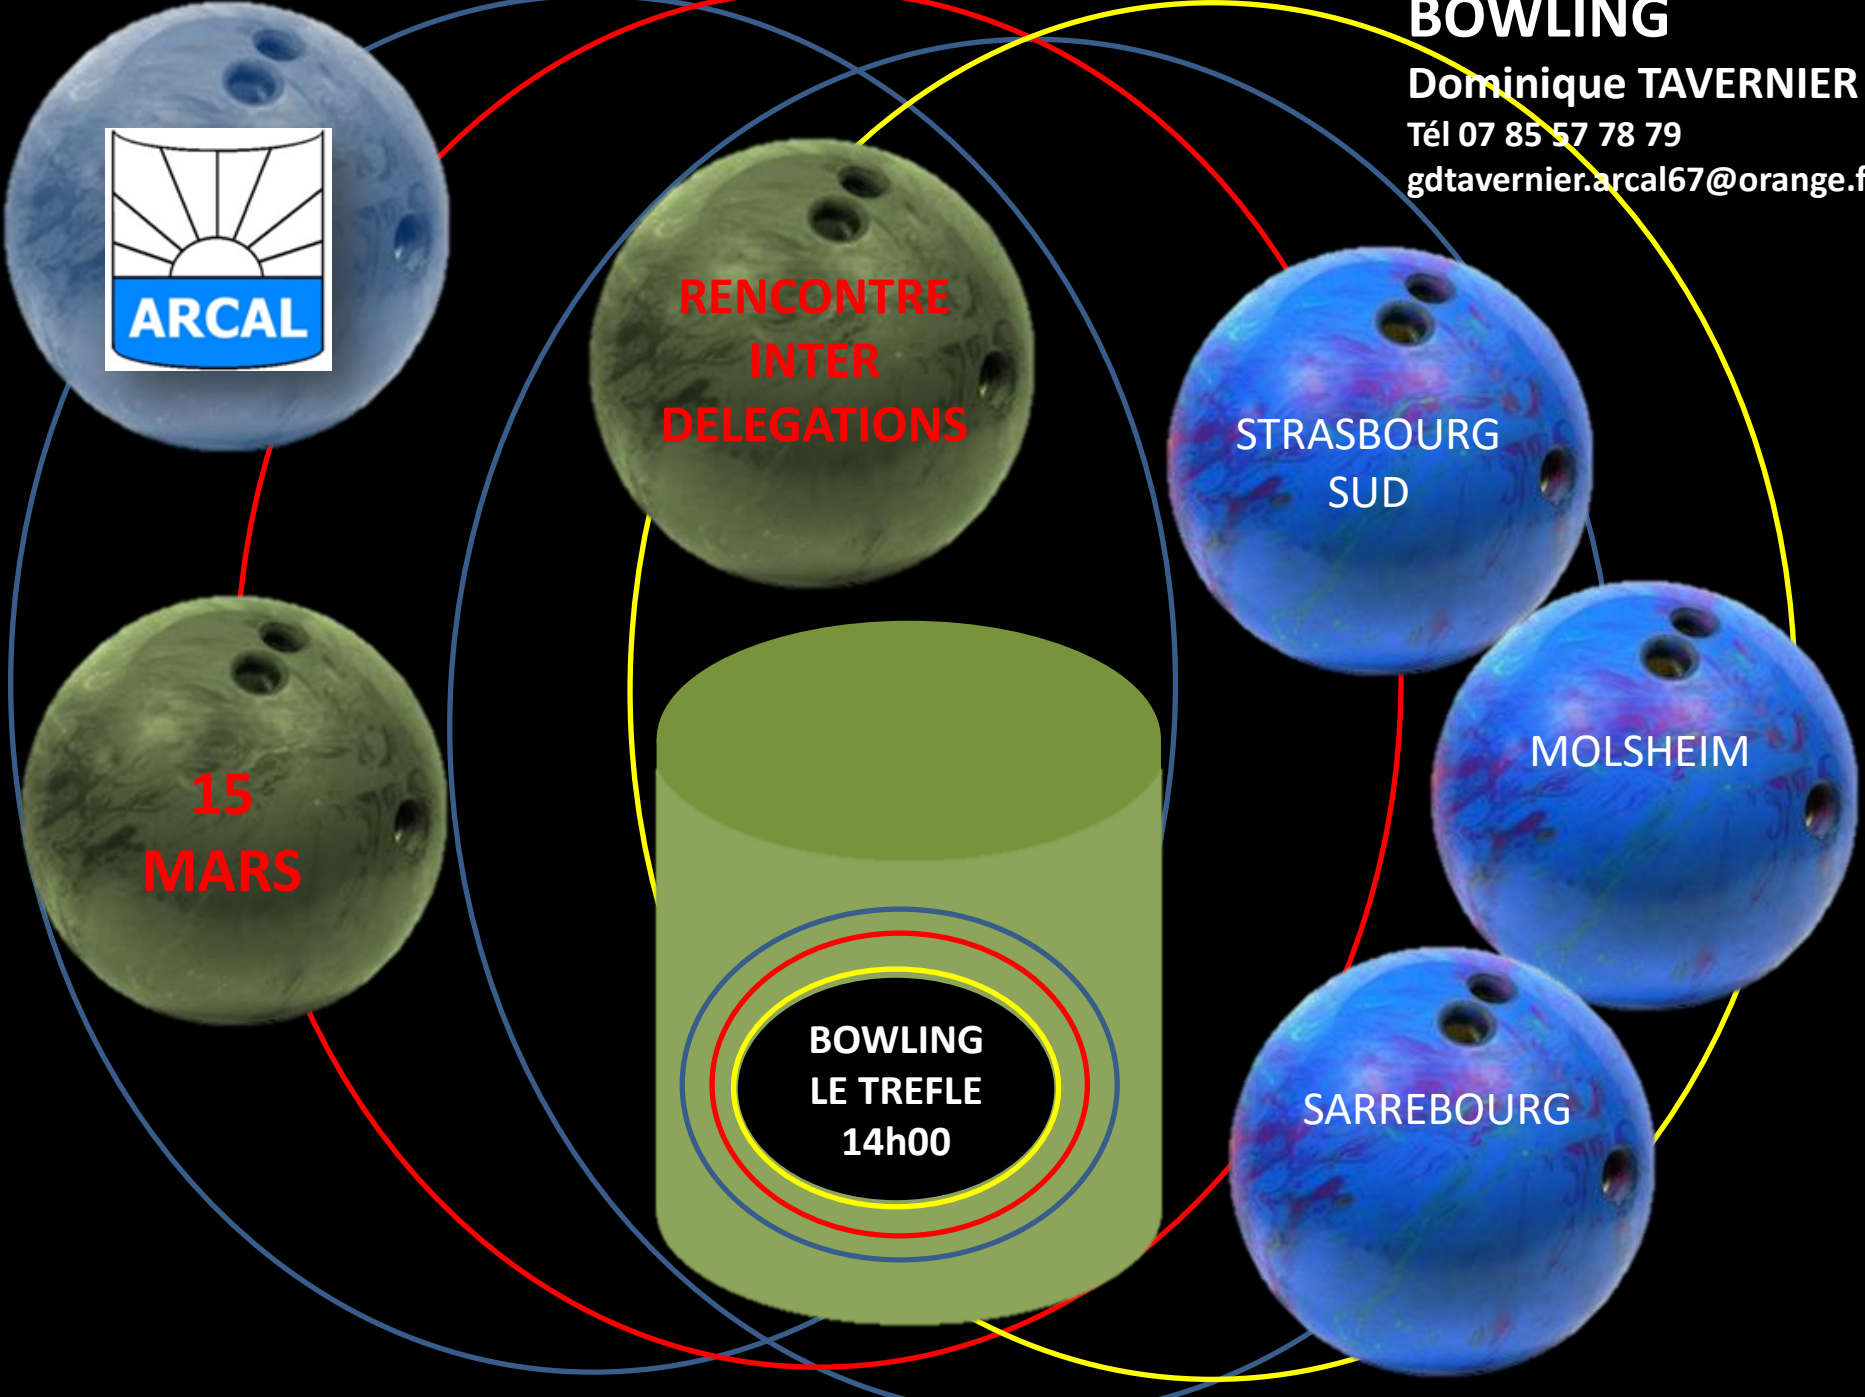 BOWLING
Dominique TAVERNIER
Tél 07 85 57 78 79
gdtavernier.arcal67@orange.f
ARCAL
RENCONTRE
INTER
DELEGATIONS
STRASBOURG
SUD
MOLSHEIM
15
MARS
SARREBOURG
BOWLING
LE TREFLE
14h00